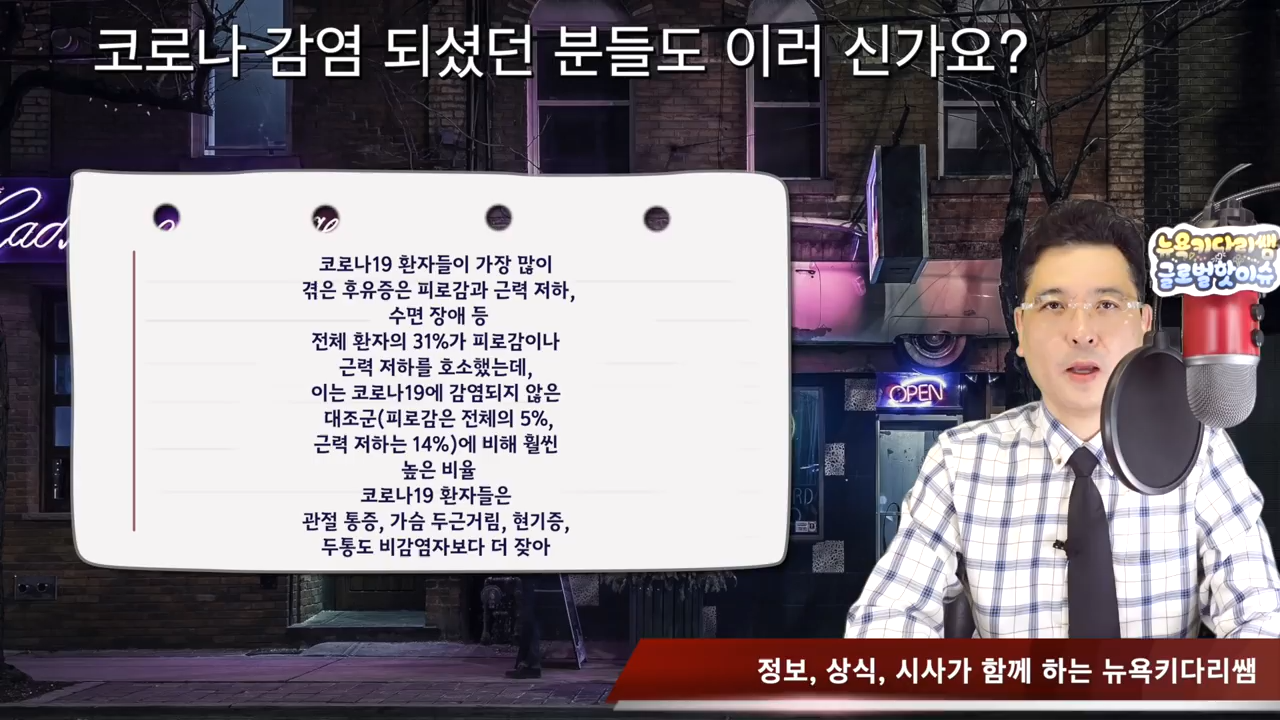 코로나 감염 되셨던 분들도 이러 신가요?
코로나19 환자들이 가장 많이
겪은 후유증은 피로감과 근력 저하,
수면 장애 등
전체 환자의 31%가 피로감이나
근력 저하를 호소했는데,
이는 코로나19에 감염되지 않은
대조군(피로감은 전체의 5%,
근력 저하는 14%)에 비해 훨씬
높은 비율
코로나19 환자들은
관절 통증, 가슴 두근거림, 현기증,
두통도 비감염자보다 더 잦아
뉴욕키다리쌤
글로벌핫이슈
OPEN
정보, 상식, 시사가 함께 하는 뉴욕키다리쌤